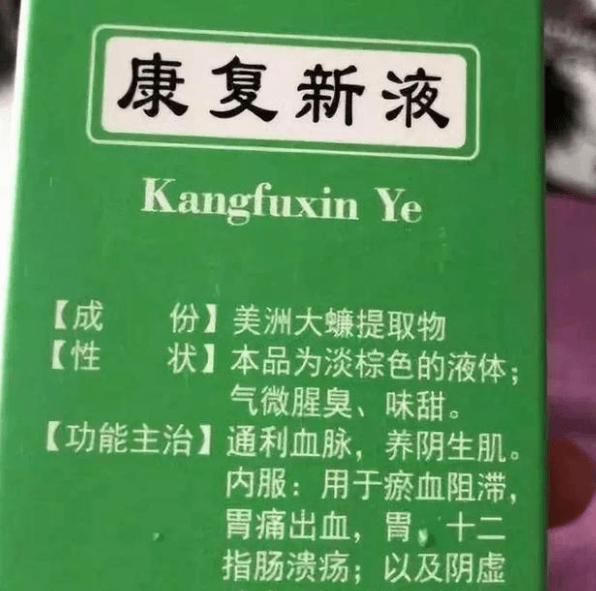 康复新液
Kangfuxin Ye
【成 份】美洲大蠊提取物
【性 状】本品为淡棕色的液体；
气微腥臭、味甜。
【功能主治】通利血脉，养阴生肌。
内服：用于瘀血阻滞，
胃痛出血，胃、十二
指肠溃疡；以及阴虚